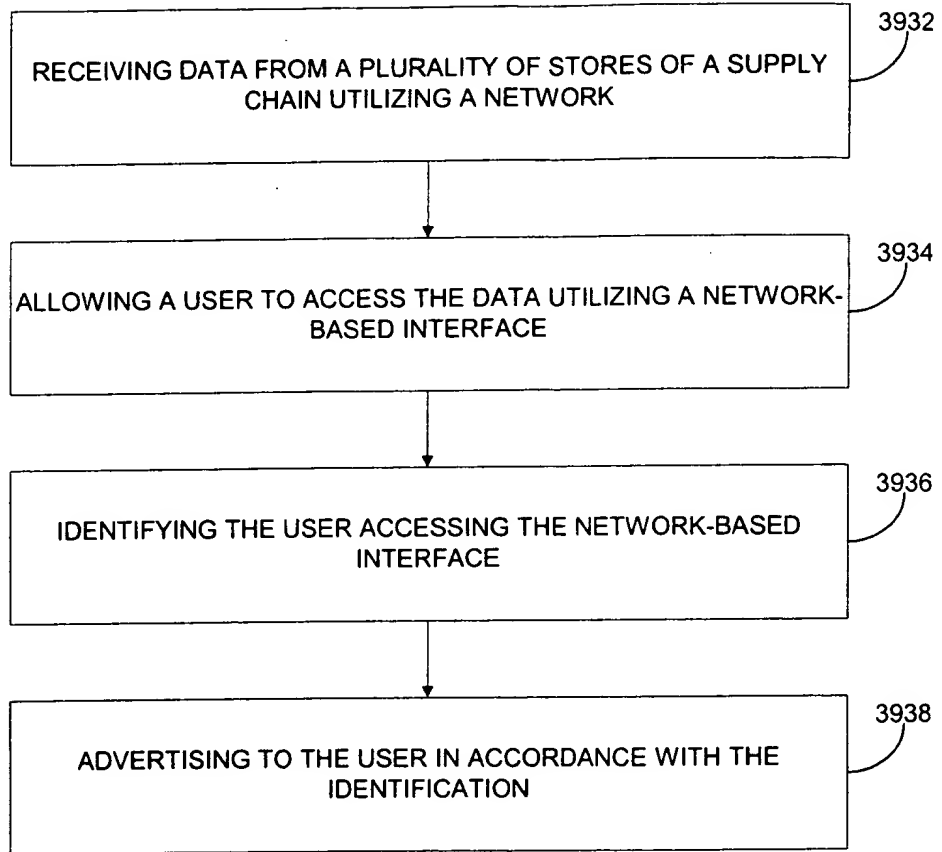 3932
RECEIVING DATA FROM A PLURALITY OF STORES OF A SUPPLY
CHAIN UTILIZING A NETWORK
3934
ALLOWING A USER TO ACCESS THE DATA UTILIZING A NETWORK-
BASED INTERFACE
3936
IDENTIFYING THE USER ACCESSING THE NETWORK-BASED
INTERFACE
3938
ADVERTISING TO THE USER IN ACCORDANCE WITH THE
IDENTIFICATION